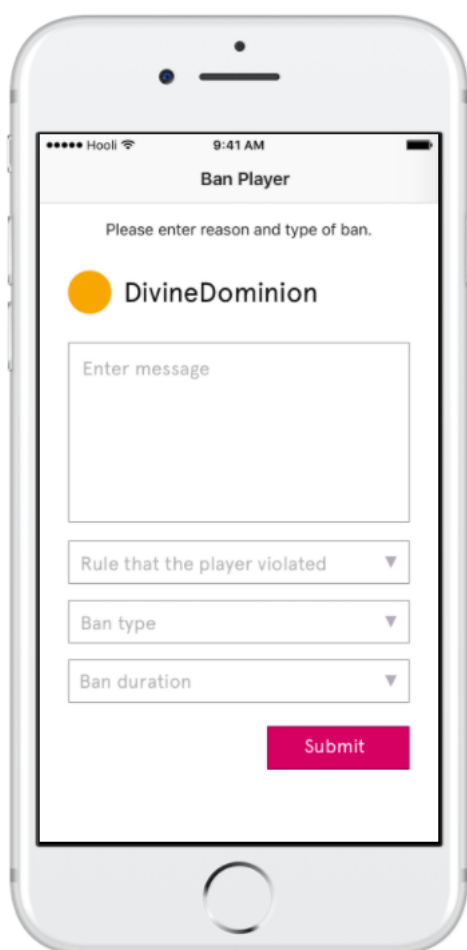 Hooli 9:41 AM
Ban Player
Please enter reason and type of ban.
DivineDominion
Enter message
Rule that the player violated
Ban type
Ban duration
Submit